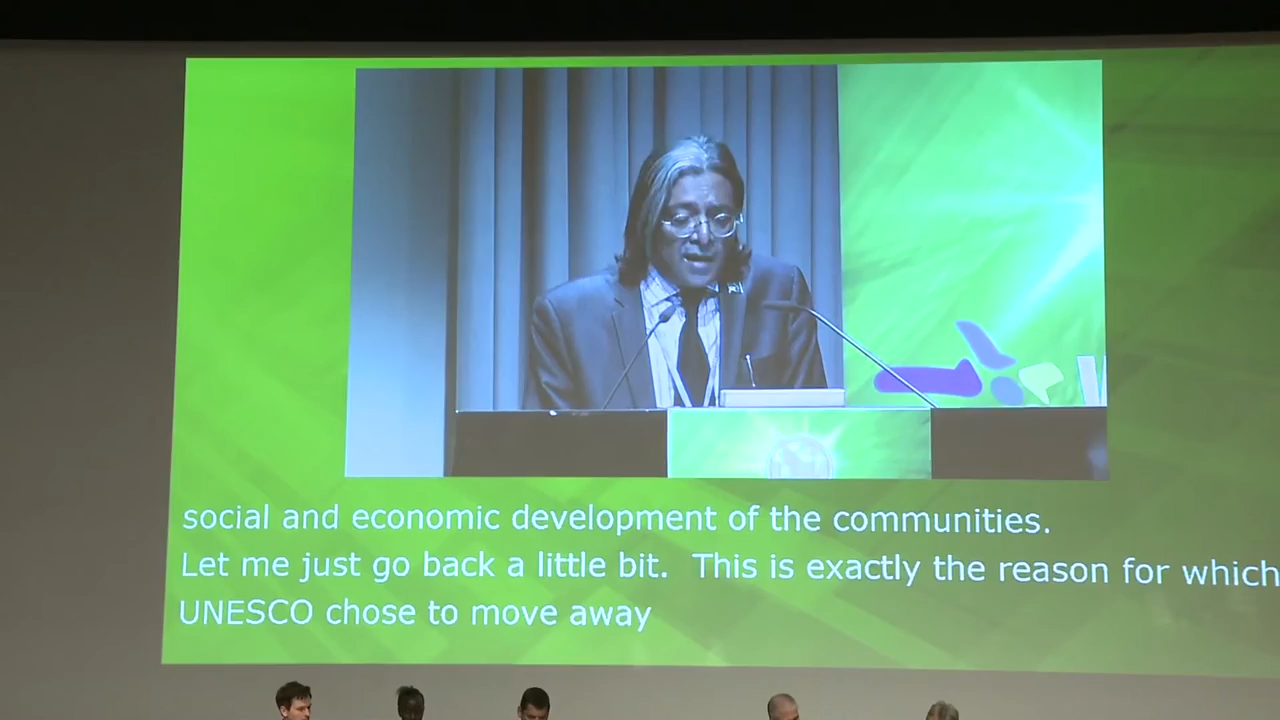 social and economic development of the communities.
Let me just go back a little bit.  This is exactly the reason for which
UNESCO chose to move away